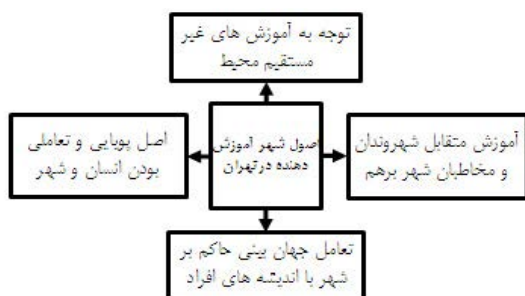 توجه به آموزش های غیر
مستقیم محیط
آموزش متقابل شهروندان
و مخاطبان شهر برهم
اصول شهر آموزش
دهنده درتهران
اصل پویایی و تعاملی
بودن انسان و شهر
تعامل جهان بینی حاکم بر
شهر با اندیشه های افراد